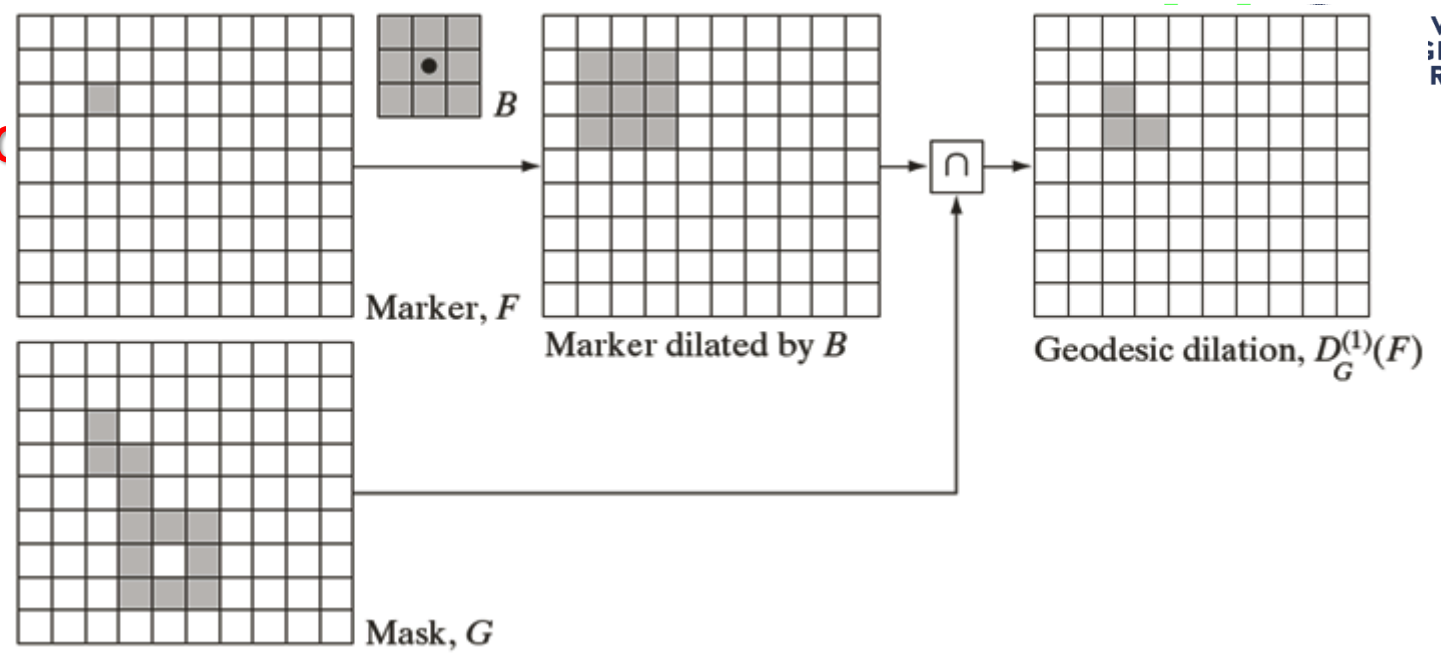 B
Marker, F
Marker dilated by B
∩
Geodesic dilation, D_G^(1)(F)
Mask, G